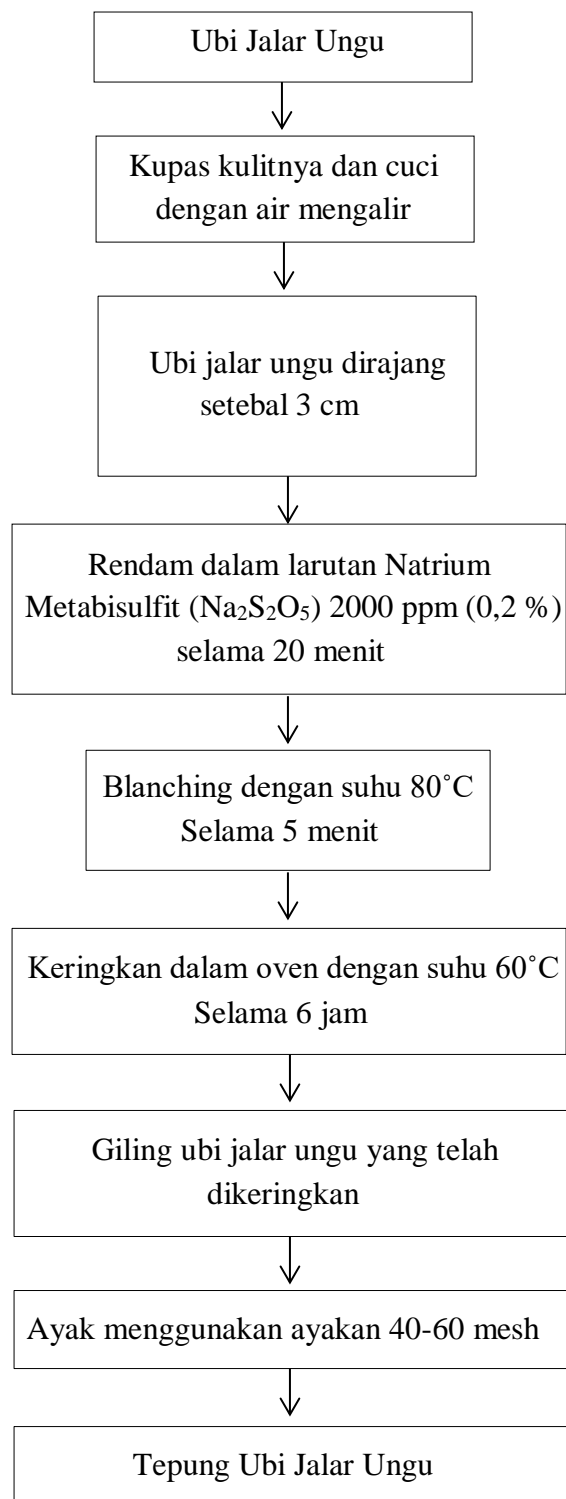 Ubi Jalar Ungu
Kupas kulitnya dan cuci
dengan air mengalir
Ubi jalar ungu dirajang
setebal 3 cm
Rendam dalam larutan Natrium
Metabisulfit (Na₂S₂O₅) 2000 ppm (0,2 %)
selama 20 menit
Blanching dengan suhu 80˚C
Selama 5 menit
Keringkan dalam oven dengan suhu 60˚C
Selama 6 jam
Giling ubi jalar ungu yang telah
dikeringkan
Ayak menggunakan ayakan 40-60 mesh
Tepung Ubi Jalar Ungu